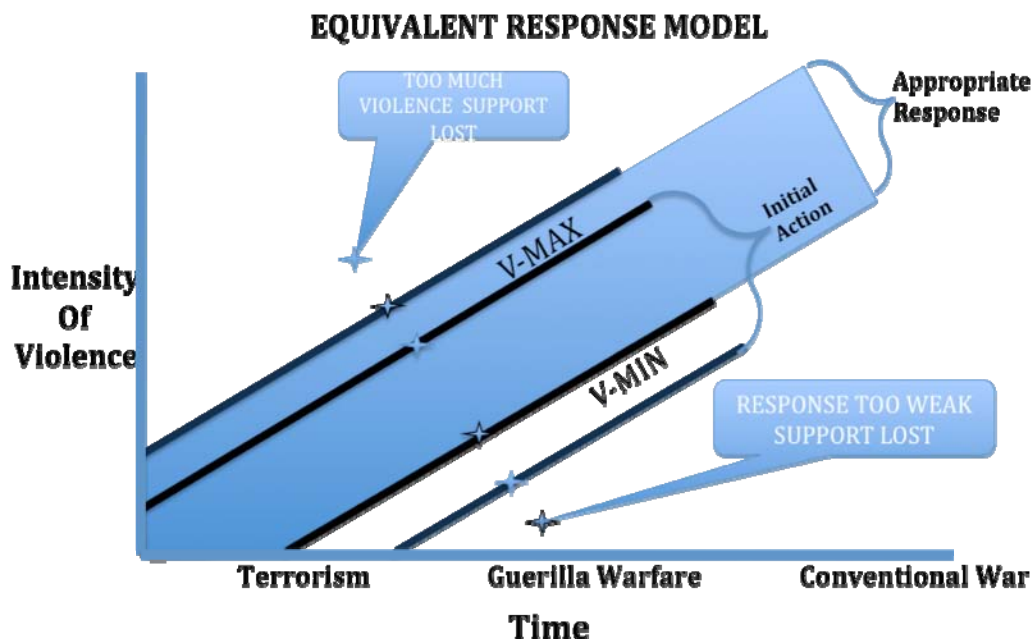 EQUIVALENT RESPONSE MODEL
TOO MUCH
VIOLENCE SUPPORT
LOST
Appropriate
Response
Initial
Action
V-MAX
Intensity
Of
Violence
V-MIN
RESPONSE TOO WEAK
SUPPORT LOST
Terrorism
Guerilla Warfare
Conventional War
Time